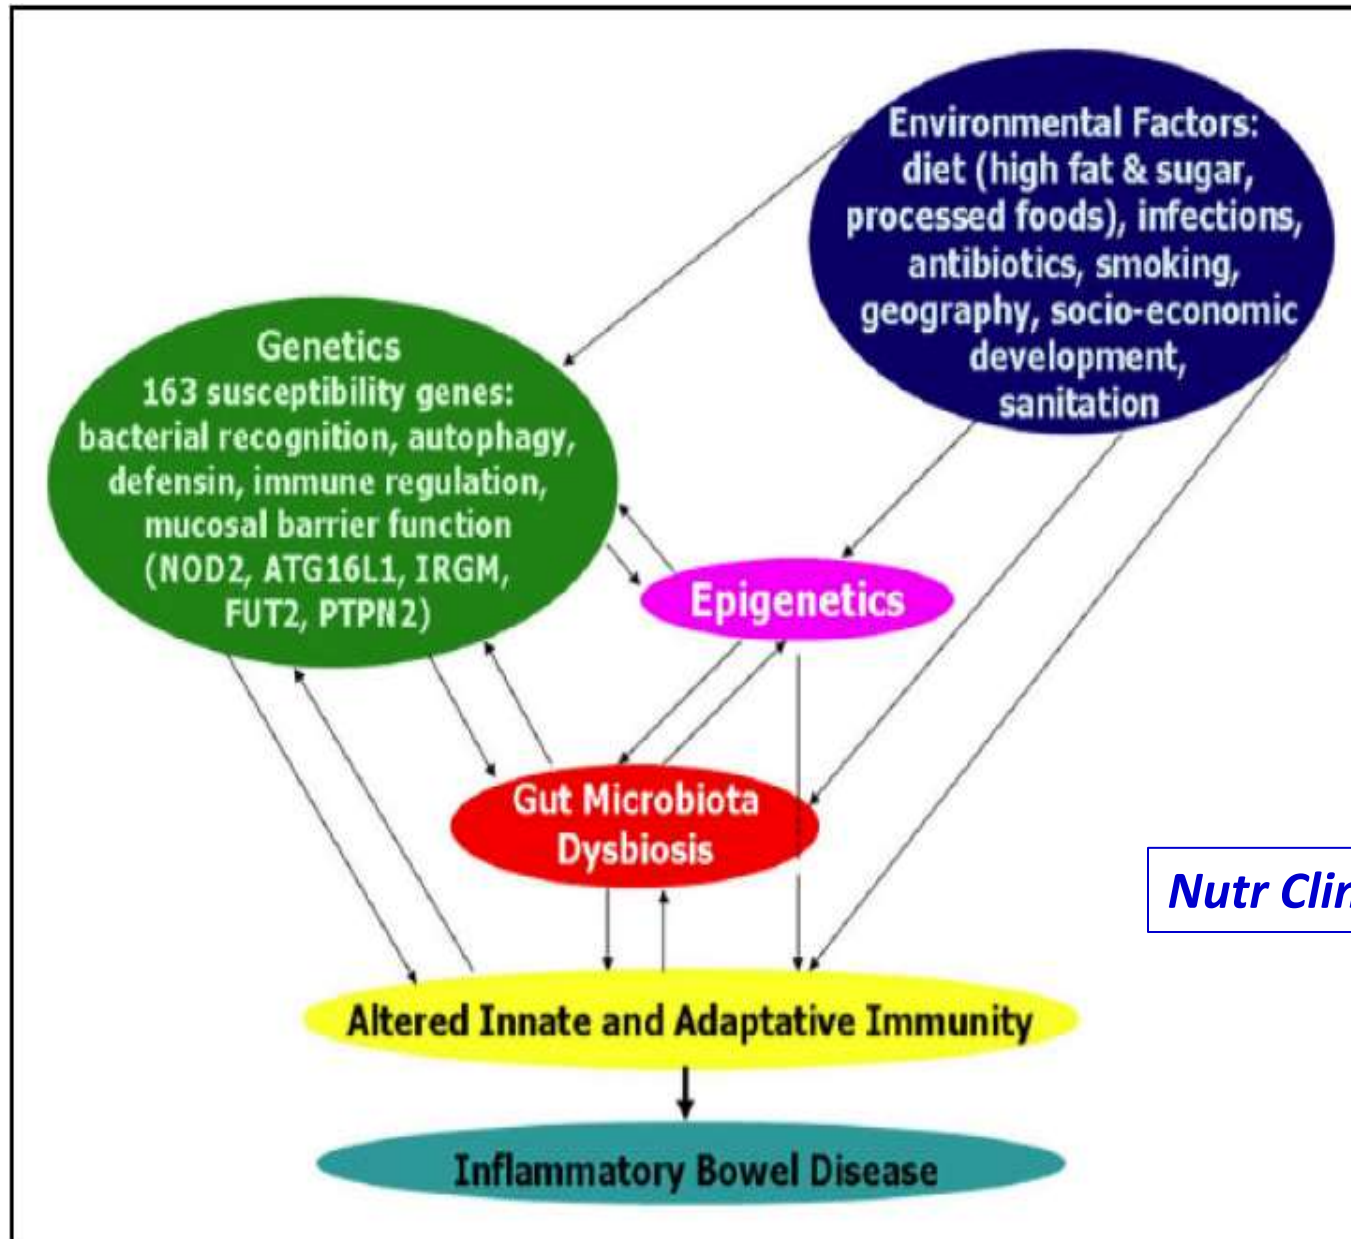 Environmental Factors:
diet (high fat & sugar,
processed foods), infections,
antibiotics, smoking,
geography, socio-economic
development,
sanitation
Genetics
163 susceptibility genes:
bacterial recognition, autophagy,
defensin, immune regulation,
mucosal barrier function
(NOD2, ATG16L1, IRGM,
FUT2, PTPN2)
Epigenetics
Gut Microbiota
Dysbiosis
Nutr
Altered Innate and Adaptative Immunity
Inflammatory Bowel Disease